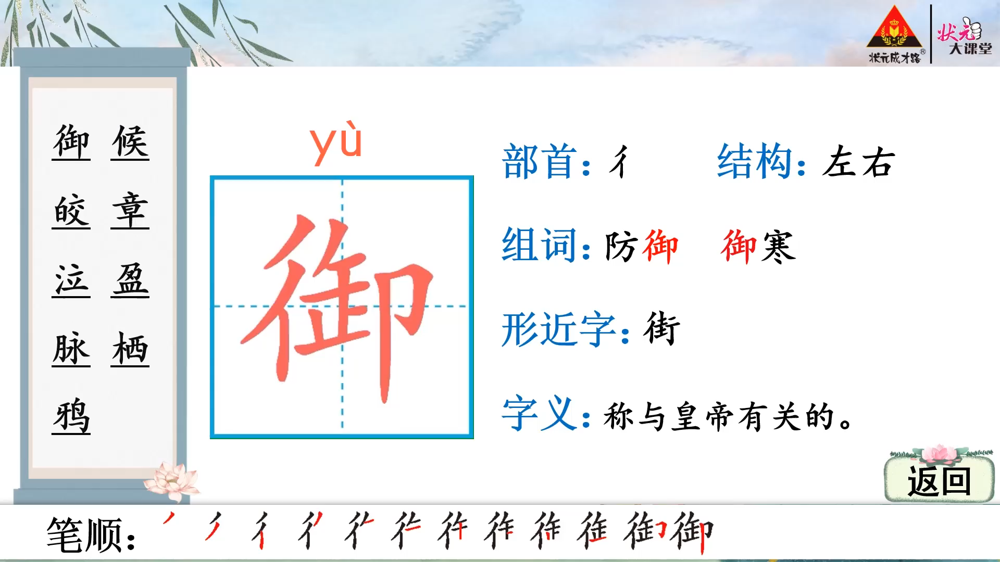 状元成才路®
状元
大课堂
御 候
皎 章
泣 盈
脉 栖
鸦
yù
御
部首：彳 结构：左右
组词：防御 御寒
形近字：街
字义：称与皇帝有关的。
返回
笔顺：